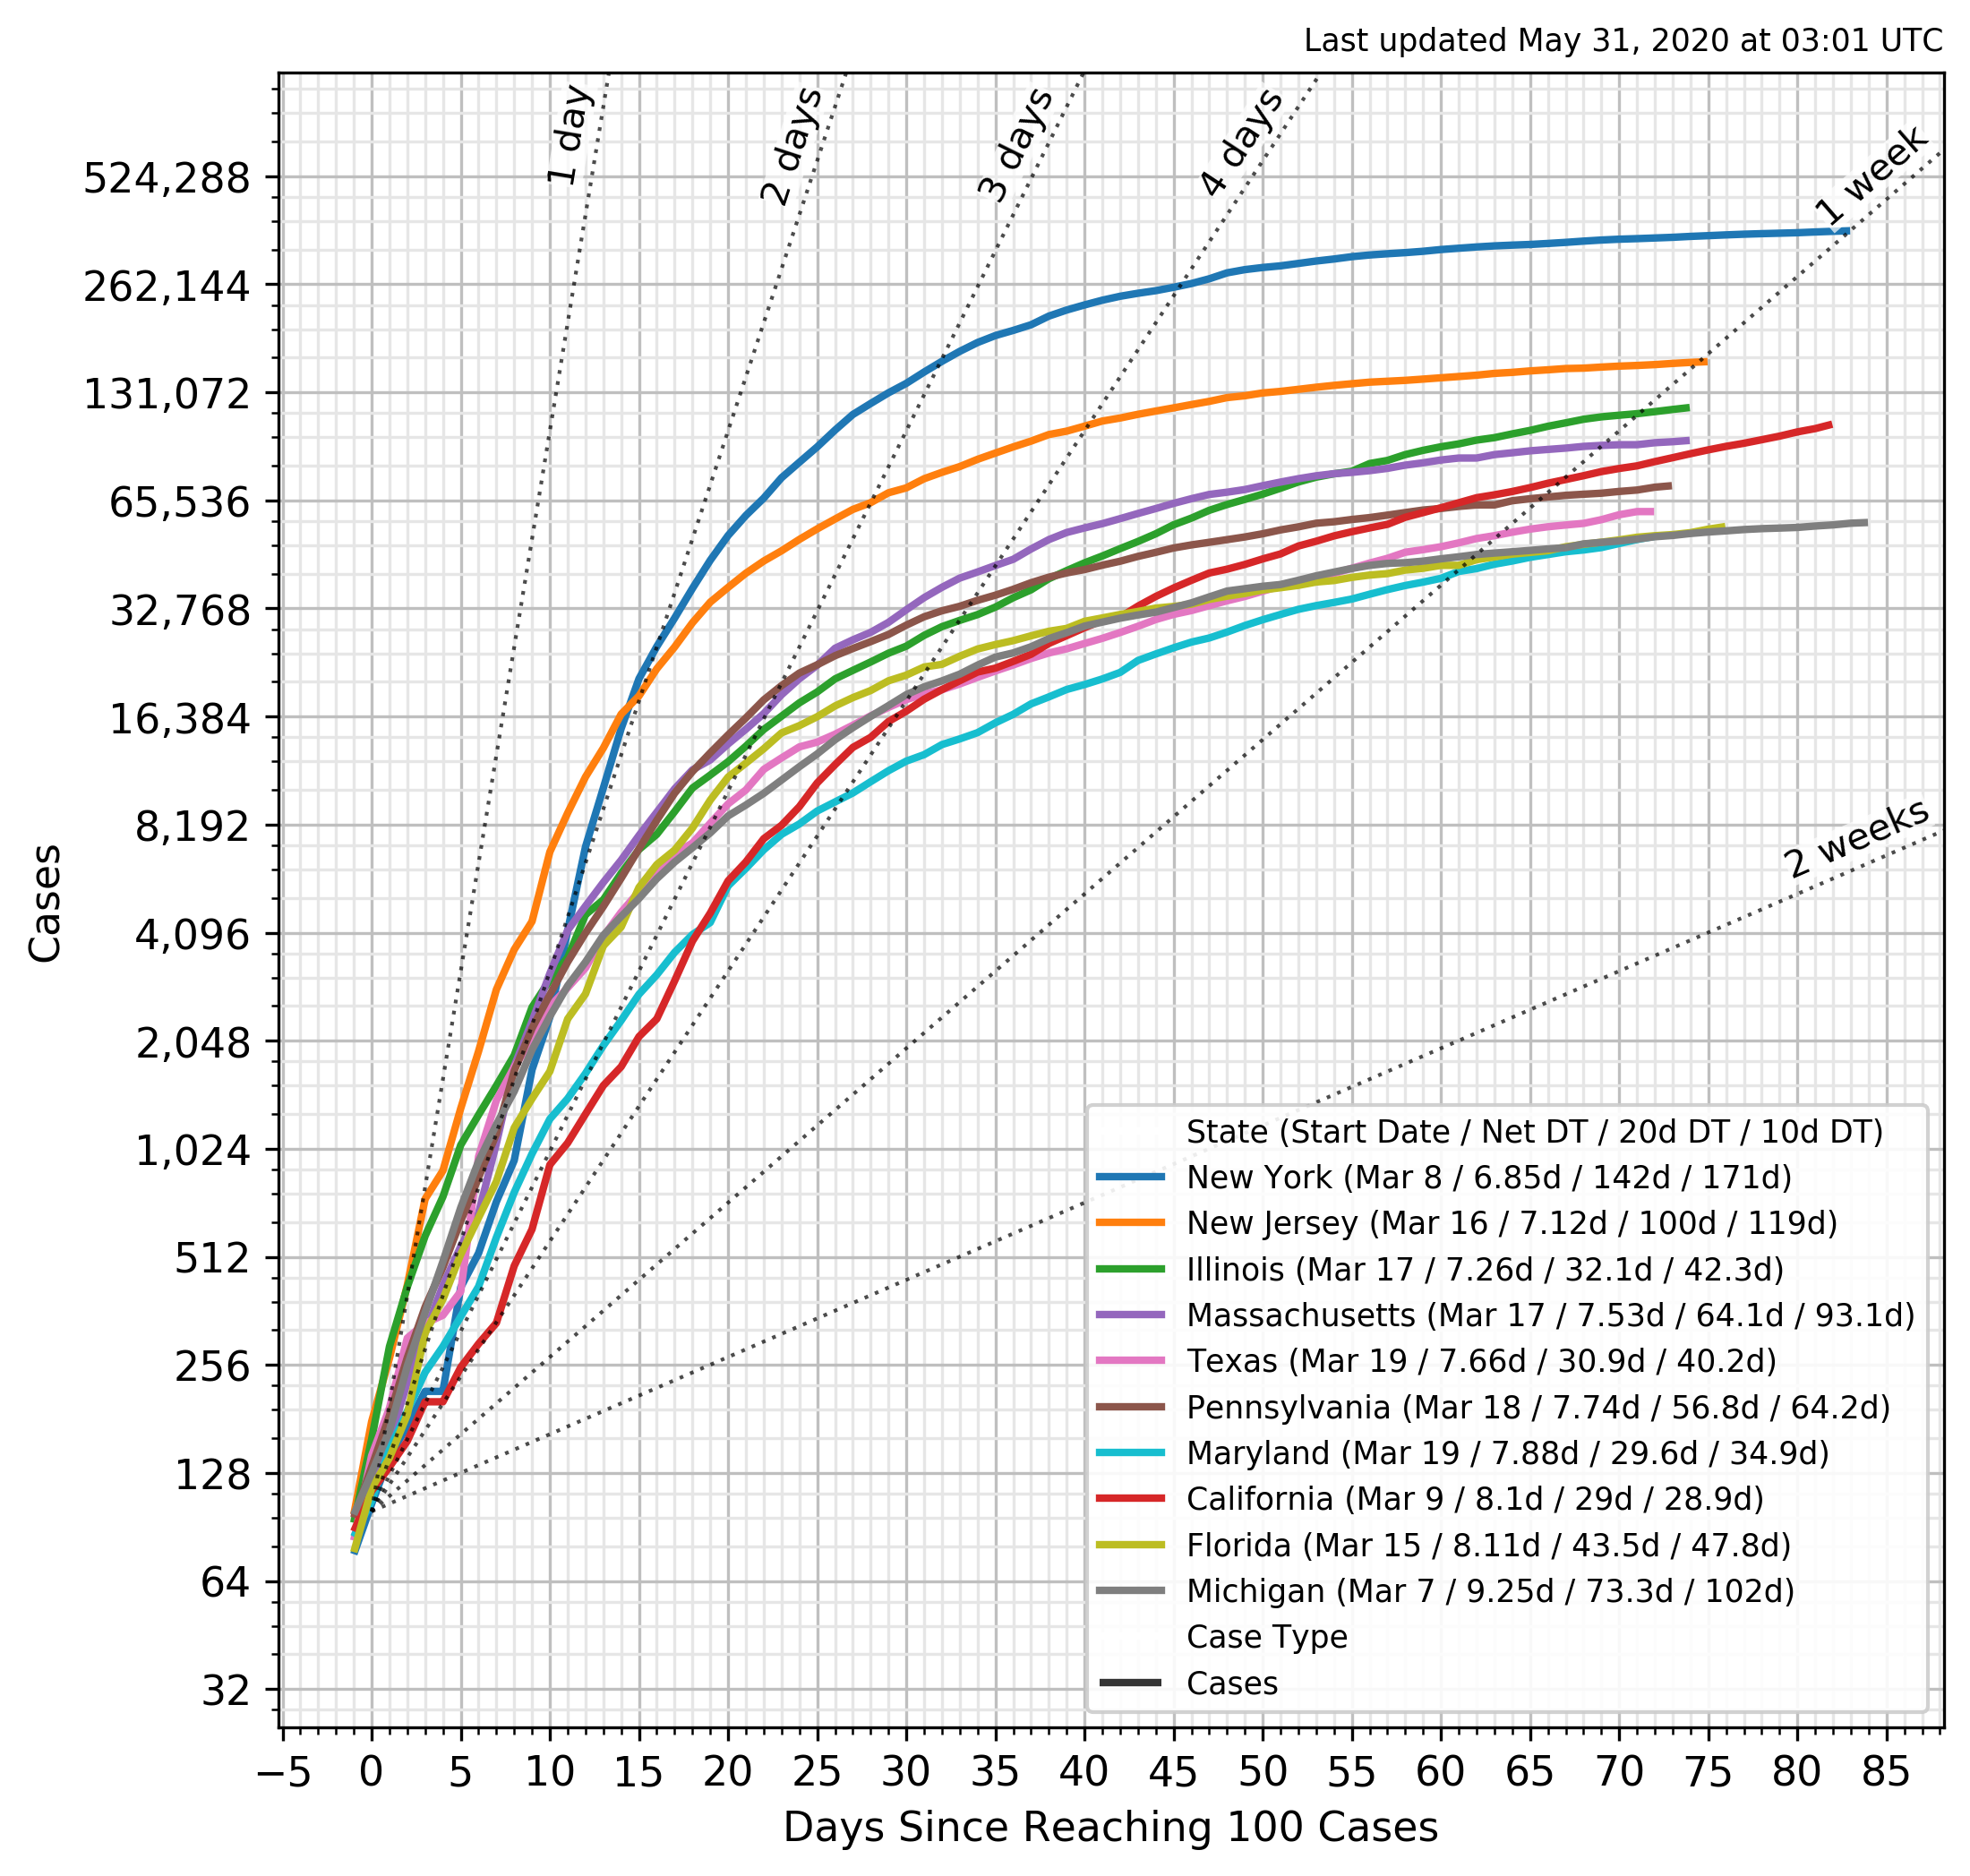 Last updated May 31, 2020 at 03:01 UTC
1 day
2 days
3 days
4 days
1 week
2 weeks
524,288
262,144
131,072
65,536
32,768
16,384
8,192
4,096
2,048
1,024
512
256
128
64
32
Cases
State (Start Date / Net DT / 20d DT / 10d DT)
New York (Mar 8 / 6.85d / 142d / 171d)
New Jersey (Mar 16 / 7.12d / 100d / 119d)
Illinois (Mar 17 / 7.26d / 32.1d / 42.3d)
Massachusetts (Mar 17 / 7.53d / 64.1d / 93.1d)
Texas (Mar 19 / 7.66d / 30.9d / 40.2d)
Pennsylvania (Mar 18 / 7.74d / 56.8d / 64.2d)
Maryland (Mar 19 / 7.88d / 29.6d / 34.9d)
California (Mar 9 / 8.1d / 29d / 28.9d)
Florida (Mar 15 / 8.11d / 43.5d / 47.8d)
Michigan (Mar 7 / 9.25d / 73.3d / 102d)
Case Type
Cases
−5 0 5 10 15 20 25 30 35 40 45 50 55 60 65 70 75 80 85
Days Since Reaching 100 Cases